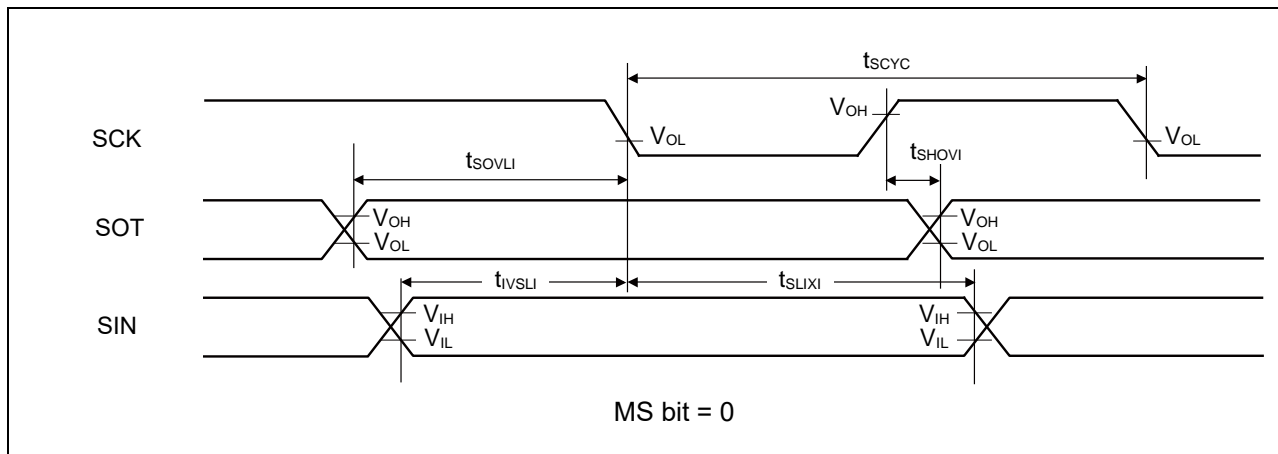 tSCYC
SCK
VOH
VOL
VOL
tSOVLI
tSHOVI
SOT
VOH
VOL
VOH
VOL
tIVSLI
tSLIXI
SIN
VIH
VIL
VIH
VIL
MS bit = 0